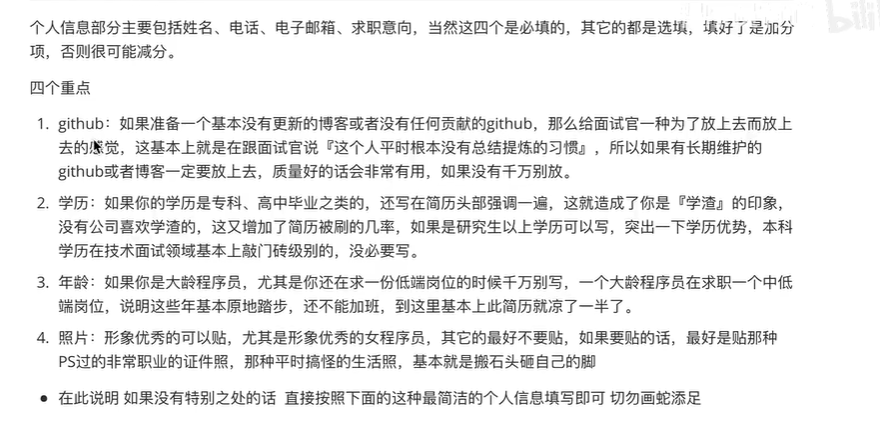 个人信息部分主要包括姓名、电话、电子邮箱、求职意向，当然这四个是必填的，其它的都是选填，填好了是加分
项，否则很可能减分。
四个重点
1. github：如果准备一个基本没有更新的博客或者没有任何贡献的github，那么给面试官一种为了放上去而放上
去的感觉，这基本上就是在跟面试官说『这个人平时根本没有总结提炼的习惯』，所以如果有长期维护的
github或者博客一定要放上去，质量好的话会非常有用，如果没有千万别放。
2. 学历：如果你的学历是专科、高中毕业之类的，还写在简历头部强调一遍，这就造成了你是『学渣』的印象，
没有公司喜欢学渣的，这又增加了简历被刷的几率，如果是研究生以上学历可以写，突出一下学历优势，本科
学历在技术面试领域基本上敲门砖级别的，没必要写。
3. 年龄：如果你是大龄程序员，尤其是你还在求一份低端岗位的时候千万别写，一个大龄程序员在求职一个中低
端岗位，说明这些年基本原地踏步，还不能加班，到这里基本上此简历就凉了一半了。
4. 照片：形象优秀的可以贴，尤其是形象优秀的女程序员，其它的最好不要贴，如果要贴的话，最好是贴那种
PS过的非常职业的证件照，那种平时搞怪的生活照，基本就是搬石头砸自己的脚
● 在此说明 如果没有特别之处的话 直接按照下面的这种最简洁的个人信息填写即可 切勿画蛇添足